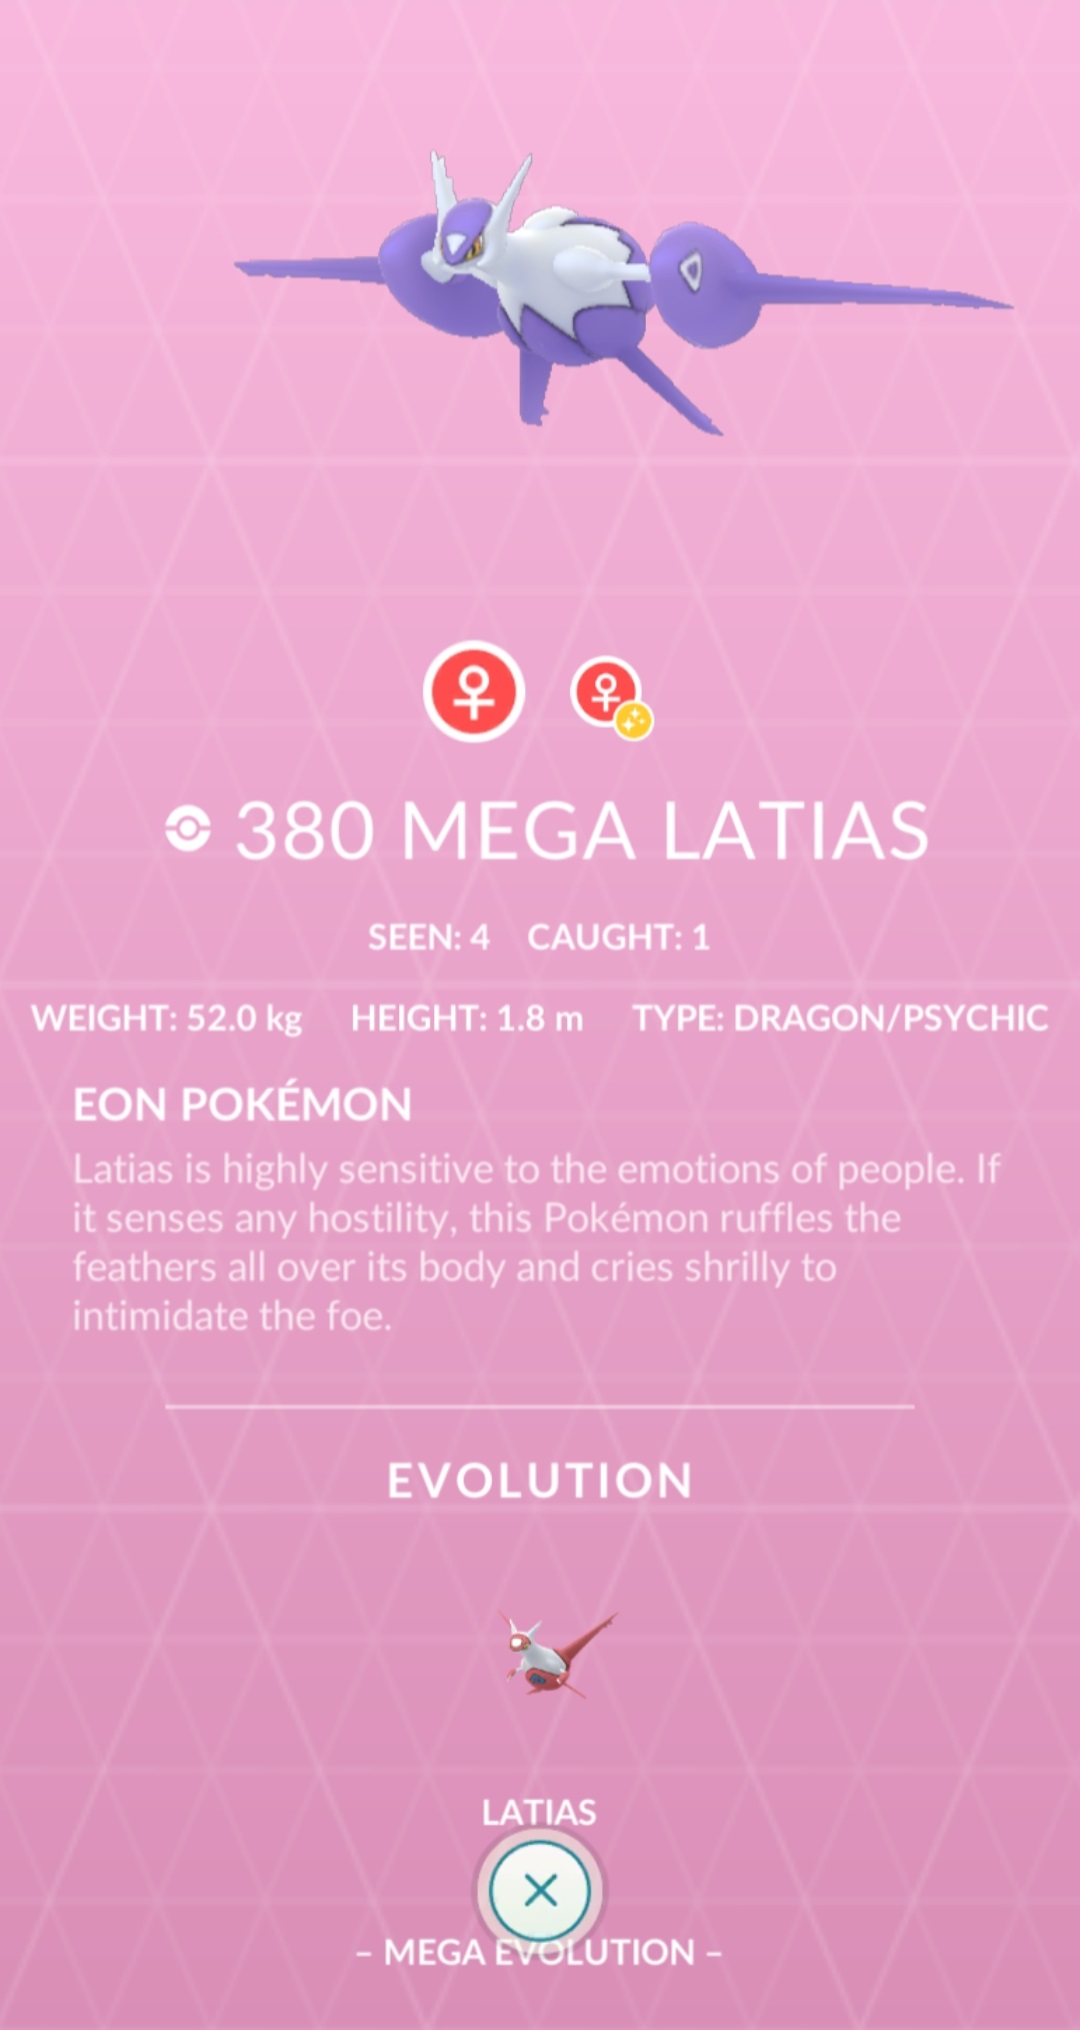 380 MEGA LATIAS
SEEN: 4 CAUGHT: 1
WEIGHT: 52.0 kg HEIGHT: 1.8 m TYPE: DRAGON/PSYCHIC
EON POKÉMON
Latias is highly sensitive to the emotions of people. If
it senses any hostility, this Pokémon ruffles the
feathers all over its body and cries shrilly to
intimidate the foe.
EVOLUTION
LATIAS
– MEGA EVOLUTION –